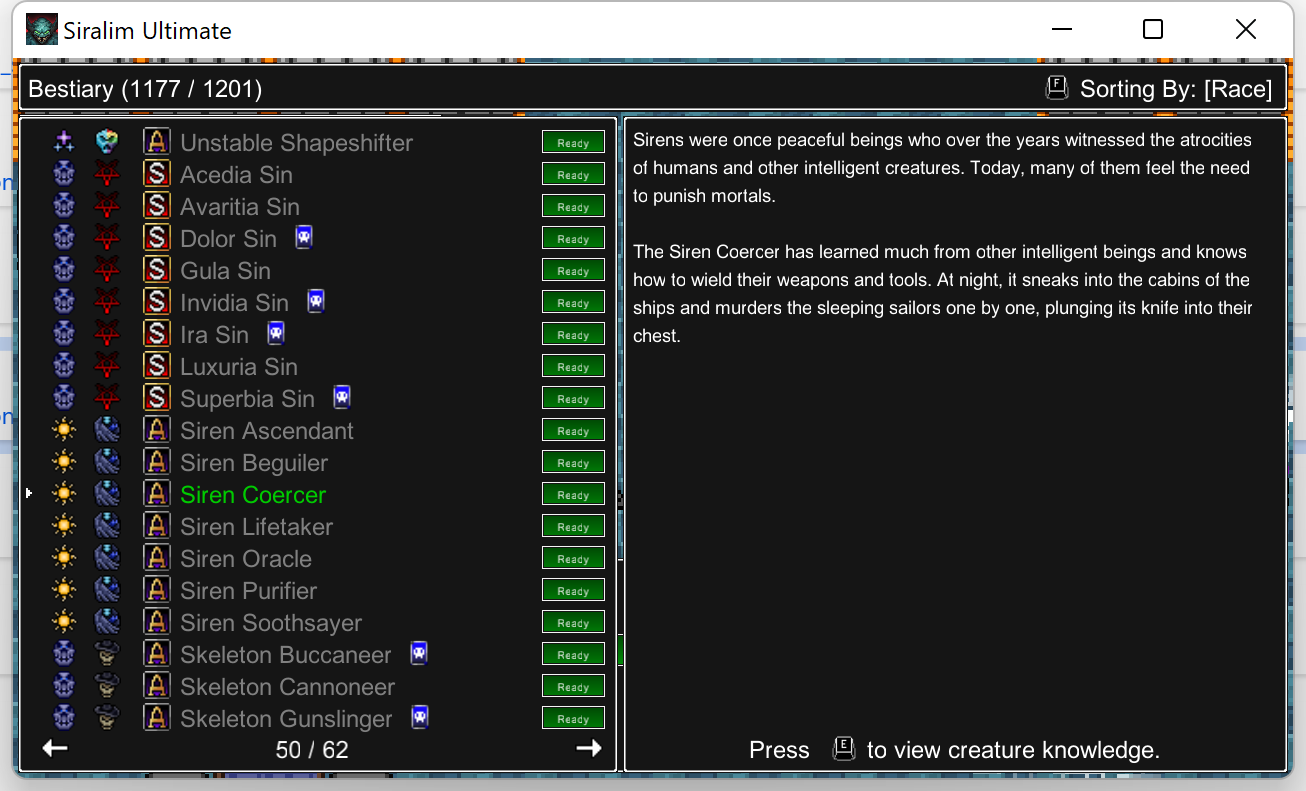 Siralim Ultimate
Bestiary (1177 / 1201)
F Sorting By: [Race]
A Unstable Shapeshifter Ready
S Acedia Sin Ready
S Avaritia Sin Ready
S Dolor Sin Ready
S Gula Sin Ready
S Invidia Sin Ready
S Ira Sin Ready
S Luxuria Sin Ready
S Superbia Sin Ready
A Siren Ascendant Ready
A Siren Beguiler Ready
A Siren Coercer Ready
A Siren Lifetaker Ready
A Siren Oracle Ready
A Siren Purifier Ready
A Siren Soothsayer Ready
A Skeleton Buccaneer Ready
A Skeleton Cannoneer Ready
A Skeleton Gunslinger Ready
50 / 62
Sirens were once peaceful beings who over the years witnessed the atrocities
of humans and other intelligent creatures. Today, many of them feel the need
to punish mortals.
The Siren Coercer has learned much from other intelligent beings and knows
how to wield their weapons and tools. At night, it sneaks into the cabins of the
ships and murders the sleeping sailors one by one, plunging its knife into their
chest.
Press E to view creature knowledge.